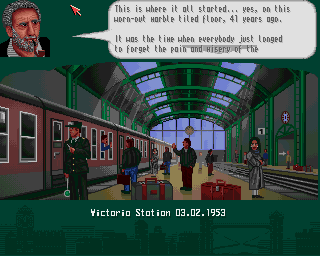 This is where it all started... yes, on this
worn-out marble tiled floor, 41 years ago.
It was the time when everybody just longed
to forget the pain and misery of the
1
Victoria Station 03.02.1953